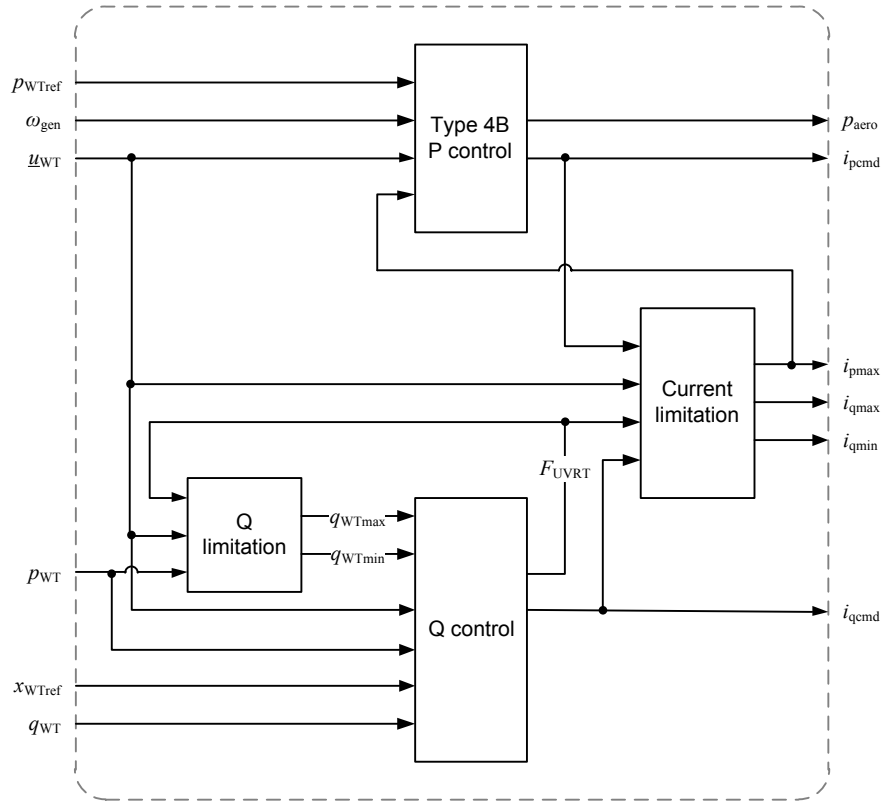 pWTref
ωgen
uWT
Type 4B
P control
paero
ipcmd
Current
limitation
ipmax
iqmax
iqmin
FUVRT
Q
limitation
qWTmax
qWTmin
pWT
Q control
iqcmd
xWTref
qWT